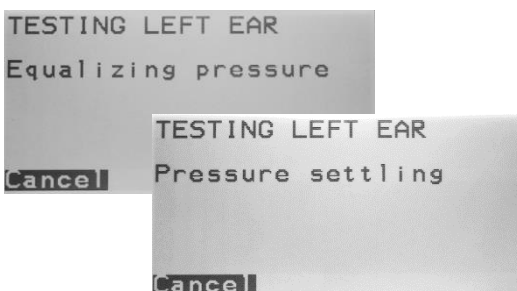 TESTING LEFT EAR
Equalizing pressure
Cancel
TESTING LEFT EAR
Pressure settling
Cancel